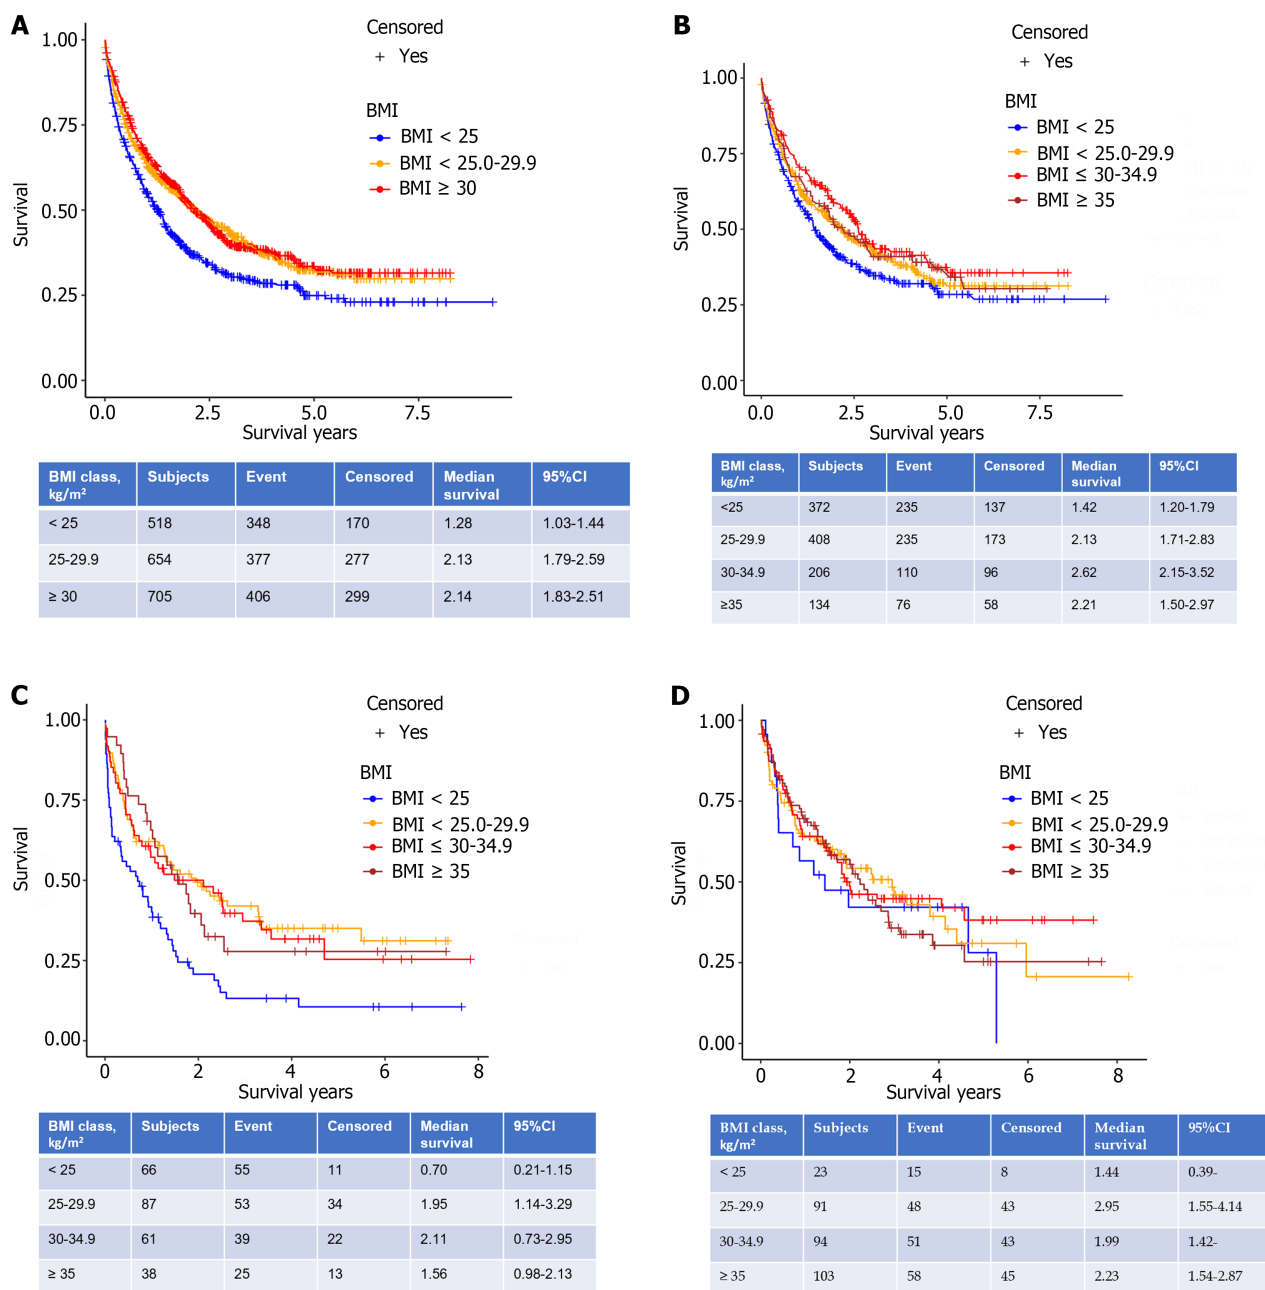 A
Censored
+ Yes
BMI
BMI < 25
BMI < 25.0-29.9
BMI ≥ 30
Survival
1.00
0.75
0.50
0.25
0.00
0.0 2.5 5.0 7.5
Survival years
BMI class, kg/m² Subjects Event Censored Median survival 95%CI
< 25 518 348 170 1.28 1.03-1.44
25-29.9 654 377 277 2.13 1.79-2.59
≥ 30 705 406 299 2.14 1.83-2.51
B
Censored
+ Yes
BMI
BMI < 25
BMI < 25.0-29.9
BMI ≤ 30-34.9
BMI ≥ 35
Survival
1.00
0.75
0.50
0.25
0.00
0.0 2.5 5.0 7.5
Survival years
BMI class, kg/m² Subjects Event Censored Median survival 95%CI
<25 372 235 137 1.42 1.20-1.79
25-29.9 408 235 173 2.13 1.71-2.83
30-34.9 206 110 96 2.62 2.15-3.52
≥35 134 76 58 2.21 1.50-2.97
C
Censored
+ Yes
BMI
BMI < 25
BMI < 25.0-29.9
BMI ≤ 30-34.9
BMI ≥ 35
Survival
1.00
0.75
0.50
0.25
0.00
0 2 4 6 8
Survival years
BMI class, kg/m² Subjects Event Censored Median survival 95%CI
< 25 66 55 11 0.70 0.21-1.15
25-29.9 87 53 34 1.95 1.14-3.29
30-34.9 61 39 22 2.11 0.73-2.95
≥ 35 38 25 13 1.56 0.98-2.13
D
Censored
+ Yes
BMI
BMI < 25
BMI < 25.0-29.9
BMI ≤ 30-34.9
BMI ≥ 35
Survival
1.00
0.75
0.50
0.25
0.00
0 2 4 6 8
Survival years
BMI class, kg/m² Subjects Event Censored Median survival 95%CI
< 25 23 15 8 1.44 0.39-
25-29.9 91 48 43 2.95 1.55-4.14
30-34.9 94 51 43 1.99 1.42-
≥ 35 103 58 45 2.23 1.54-2.87